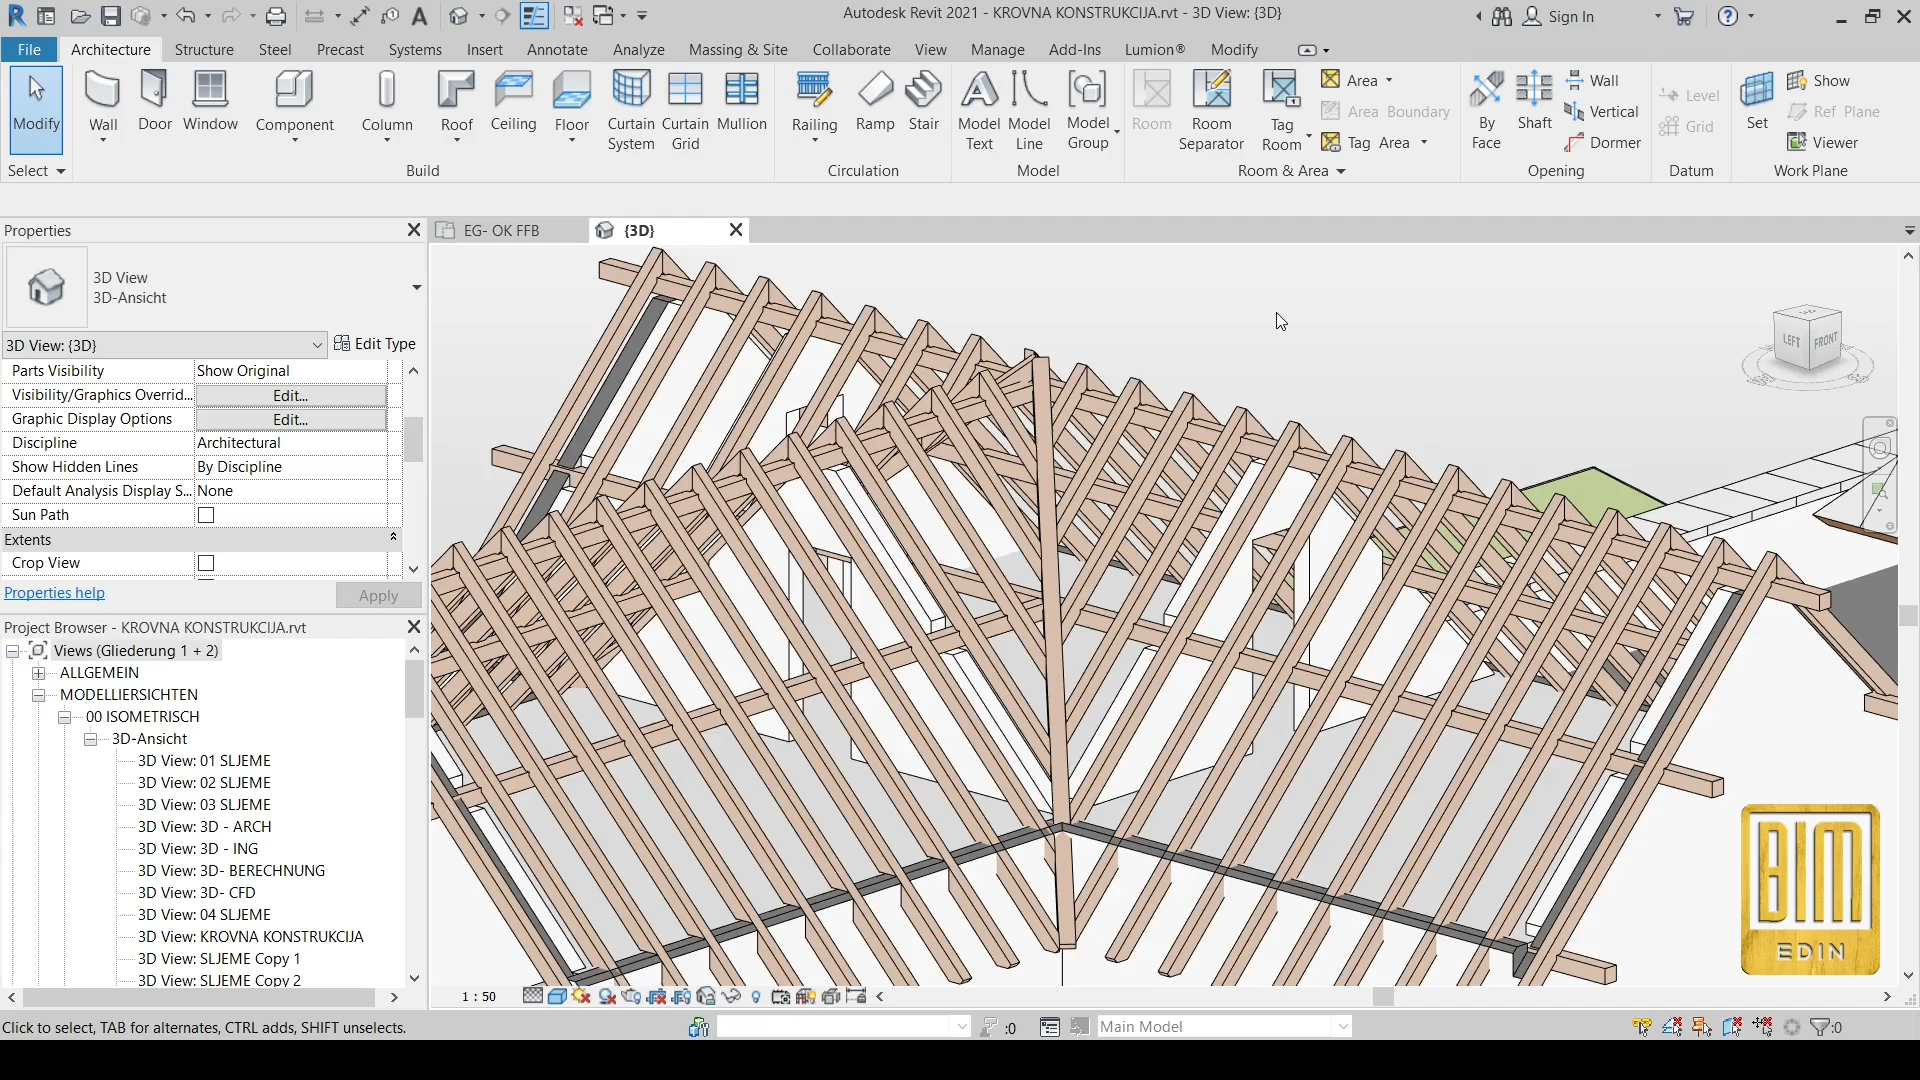 Autodesk Revit 2021 - KROVNA KONSTRUKCIJA.rvt - 3D View: {3D}
Sign In
File Architecture Structure Steel Precast Systems Insert Annotate Analyze Massing & Site Collaborate View Manage Add-Ins Lumion® Modify
Modify
Wall Door Window Component Column Roof Ceiling Floor Curtain System Curtain Grid Mullion
Railing Ramp Stair
Model Text Model Line Model Group
Room Room Separator Tag Room
Area
Area Boundary
Tag Area
By Face Shaft
Wall
Vertical
Dormer
Level
Grid
Set
Show
Ref Plane
Viewer
Select Build Circulation Model Room & Area Opening Datum Work Plane
Properties
EG- OK FFB {3D}
3D View
3D-Ansicht
3D View: {3D} Edit Type
Parts Visibility Show Original
Visibility/Graphics Overrid... Edit...
Graphic Display Options Edit...
Discipline Architectural
Show Hidden Lines By Discipline
Default Analysis Display S... None
Sun Path
Extents
Crop View
Properties help Apply
LEFT FRONT
Project Browser - KROVNA KONSTRUKCIJA.rvt
Views (Gliederung 1 + 2)
ALLGEMEIN
MODELLIERSICHTEN
00 ISOMETRISCH
3D-Ansicht
3D View: 01 SLJEME
3D View: 02 SLJEME
3D View: 03 SLJEME
3D View: 3D - ARCH
3D View: 3D - ING
3D View: 3D- BERECHNUNG
3D View: 3D- CFD
3D View: 04 SLJEME
3D View: KROVNA KONSTRUKCIJA
3D View: SLJEME Copy 1
3D View: SLJEME Copy 2
BIM
EDIN
1 : 50
Click to select, TAB for alternates, CTRL adds, SHIFT unselects.
:0
Main Model
:0